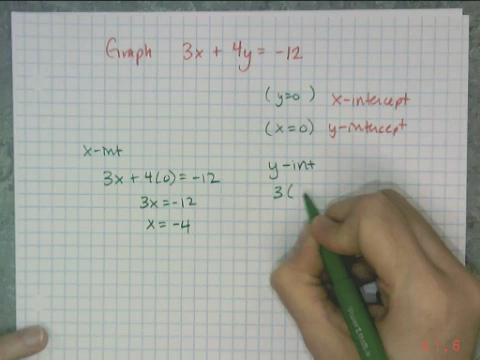 Graph 3x + 4y = -12
(y=0) x-intercept
(x=0) y-intercept
x-int
3x + 4(0) = -12
3x = -12
x = -4
y-int
3(